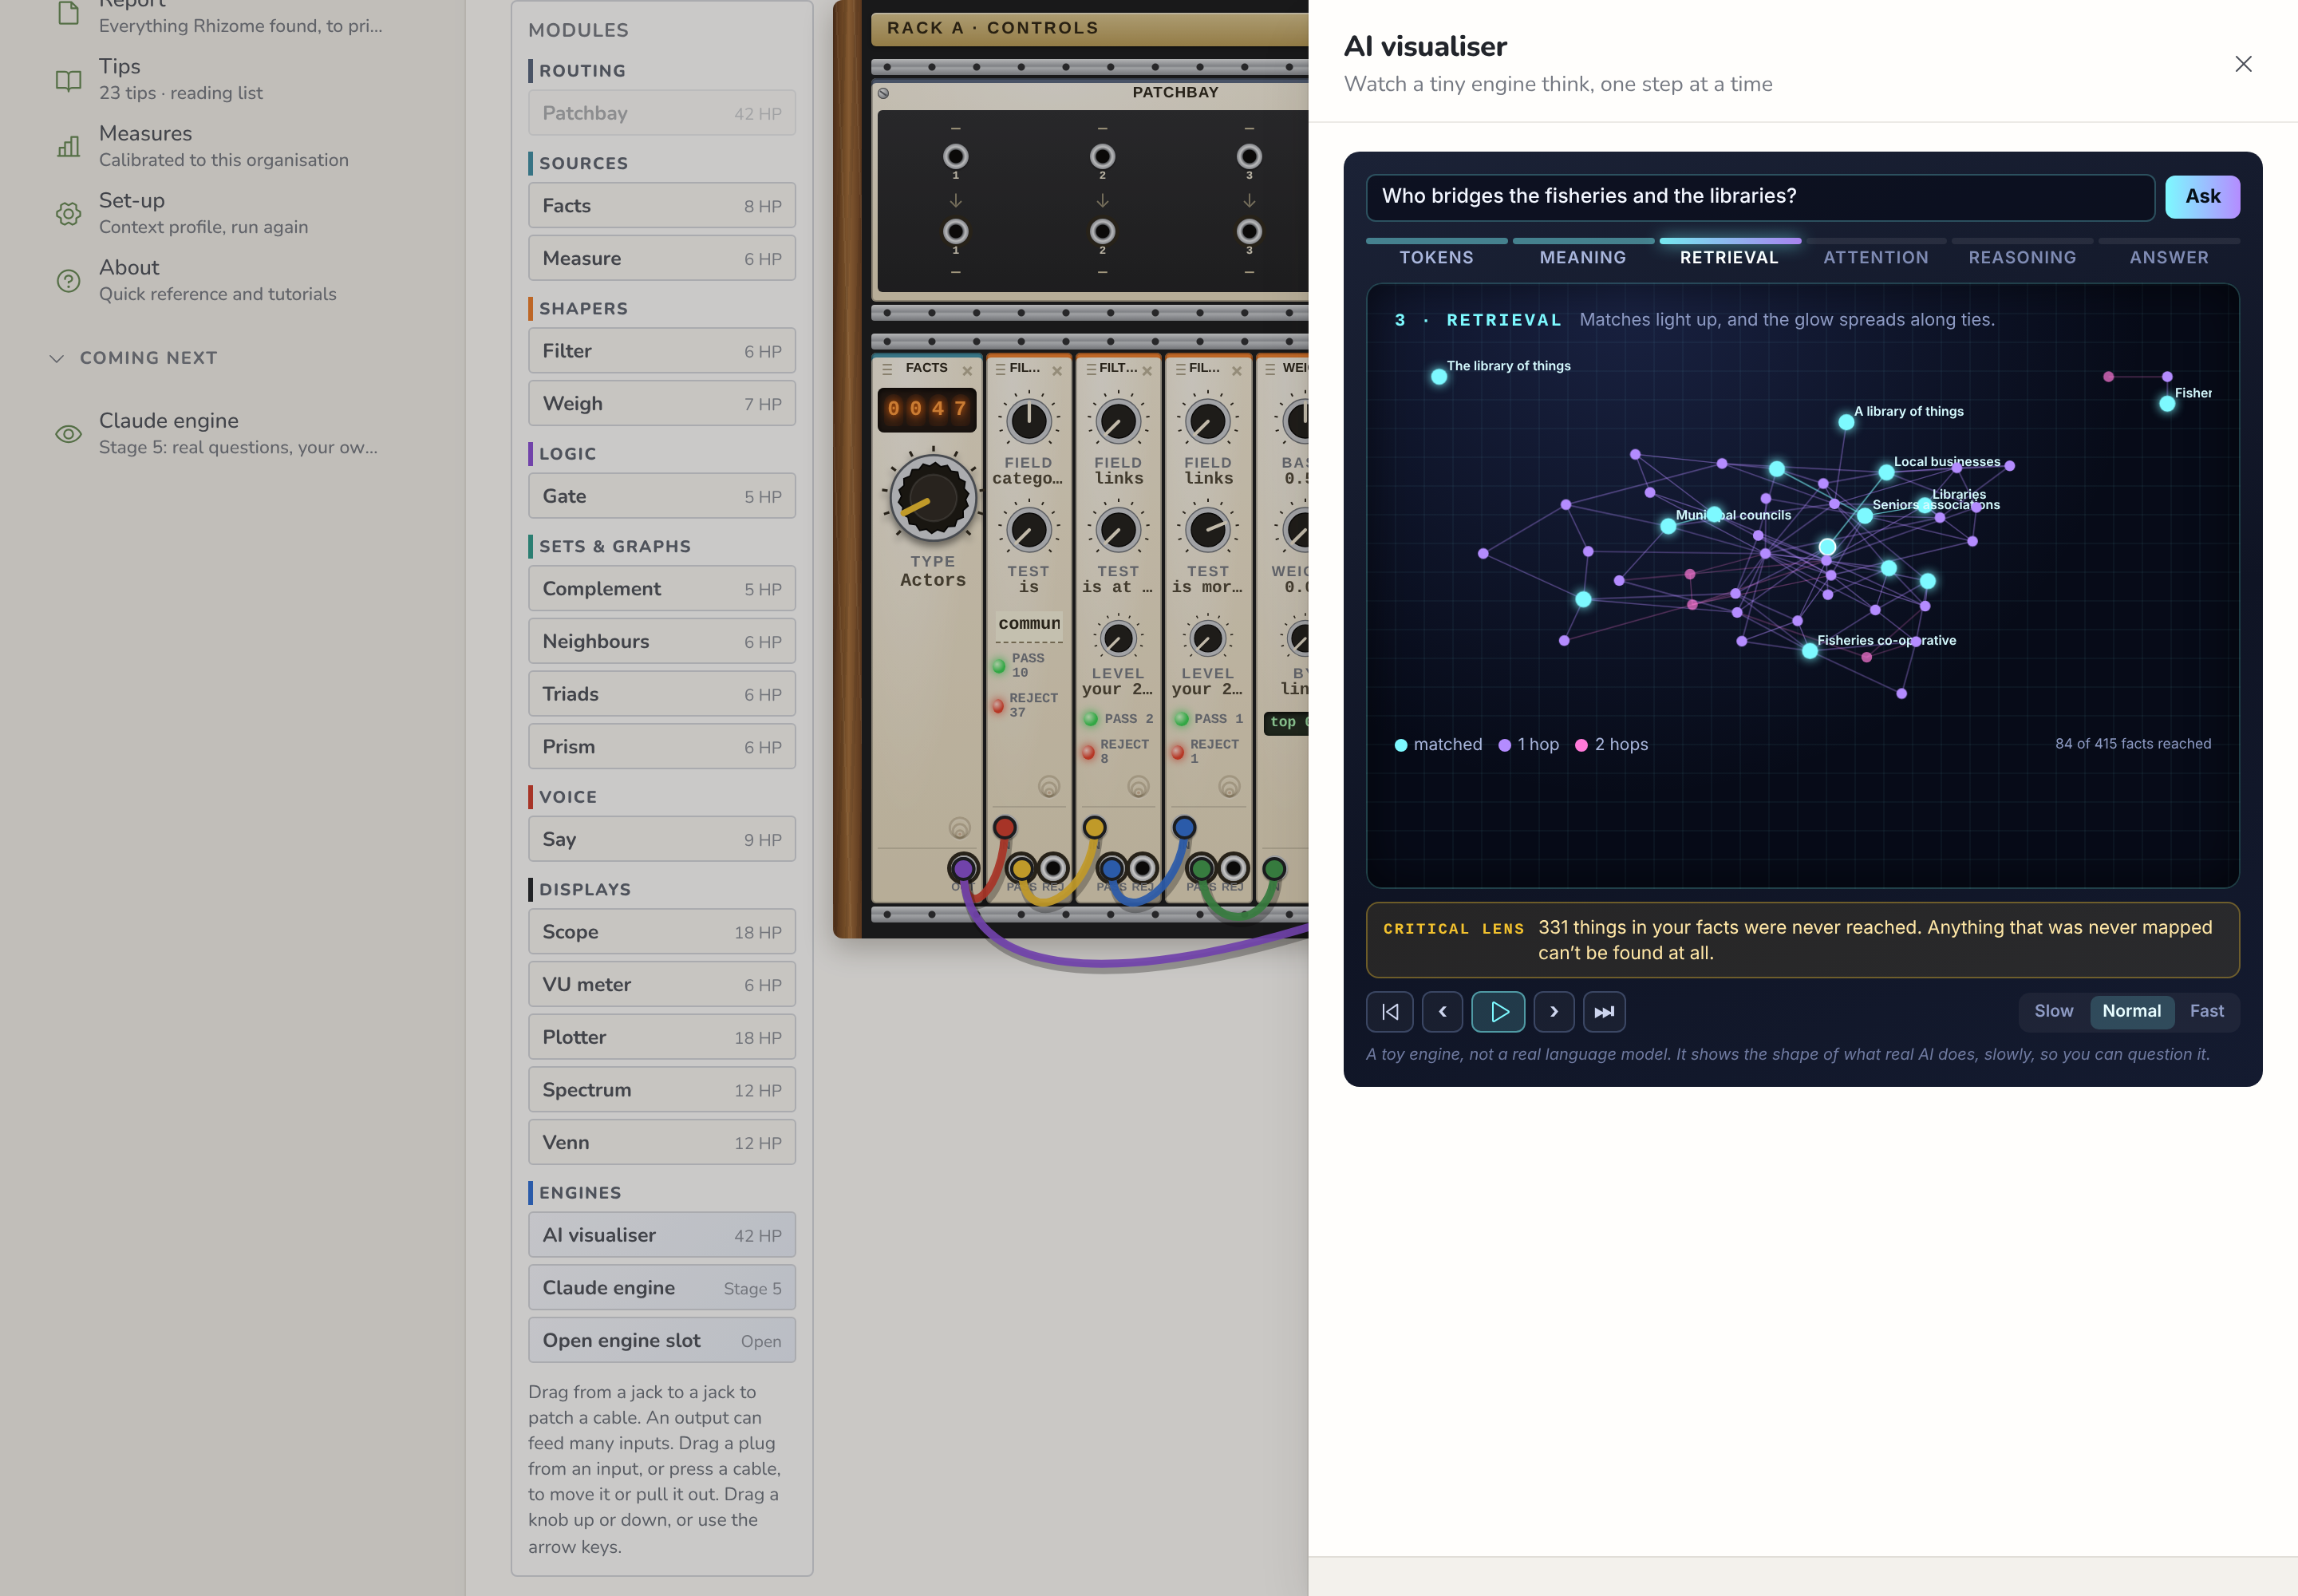 Report
Everything Rhizome found, to pri...
Tips
23 tips · reading list
Measures
Calibrated to this organisation
Set-up
Context profile, run again
About
Quick reference and tutorials
COMING NEXT
Claude engine
Stage 5: real questions, your ow...
MODULES
ROUTING
Patchbay 42 HP
SOURCES
Facts 8 HP
Measure 6 HP
SHAPERS
Filter 6 HP
Weigh 7 HP
LOGIC
Gate 5 HP
SETS & GRAPHS
Complement 5 HP
Neighbours 6 HP
Triads 6 HP
Prism 6 HP
VOICE
Say 9 HP
DISPLAYS
Scope 18 HP
VU meter 6 HP
Plotter 18 HP
Spectrum 12 HP
Venn 12 HP
ENGINES
AI visualiser 42 HP
Claude engine Stage 5
Open engine slot Open
Drag from a jack to a jack to
patch a cable. An output can
feed many inputs. Drag a plug
from an input, or press a cable,
to move it or pull it out. Drag a
knob up or down, or use the
arrow keys.
RACK A · CONTROLS
PATCHBAY
1 2 3
1 2 3
FACTS
0047
TYPE
Actors
FIL...
FIELD
catego...
TEST
is
commun
PASS
10
REJECT
37
PASS REJ
FILT...
FIELD
links
TEST
is at ...
LEVEL
your 2...
PASS 2
REJECT
8
PASS REJ
FIL...
FIELD
links
TEST
is mor...
LEVEL
your 2...
PASS 1
REJECT
1
PASS REJ
AI visualiser
Watch a tiny engine think, one step at a time
Who bridges the fisheries and the libraries?
Ask
TOKENS MEANING RETRIEVAL ATTENTION REASONING ANSWER
3 · RETRIEVAL Matches light up, and the glow spreads along ties.
The library of things
Fisher
A library of things
Local businesses
Libraries
Seniors associations
Municipal councils
Fisheries co-operative
matched 1 hop 2 hops
84 of 415 facts reached
CRITICAL LENS 331 things in your facts were never reached. Anything that was never mapped
can’t be found at all.
Slow Normal Fast
A toy engine, not a real language model. It shows the shape of what real AI does, slowly, so you can question it.